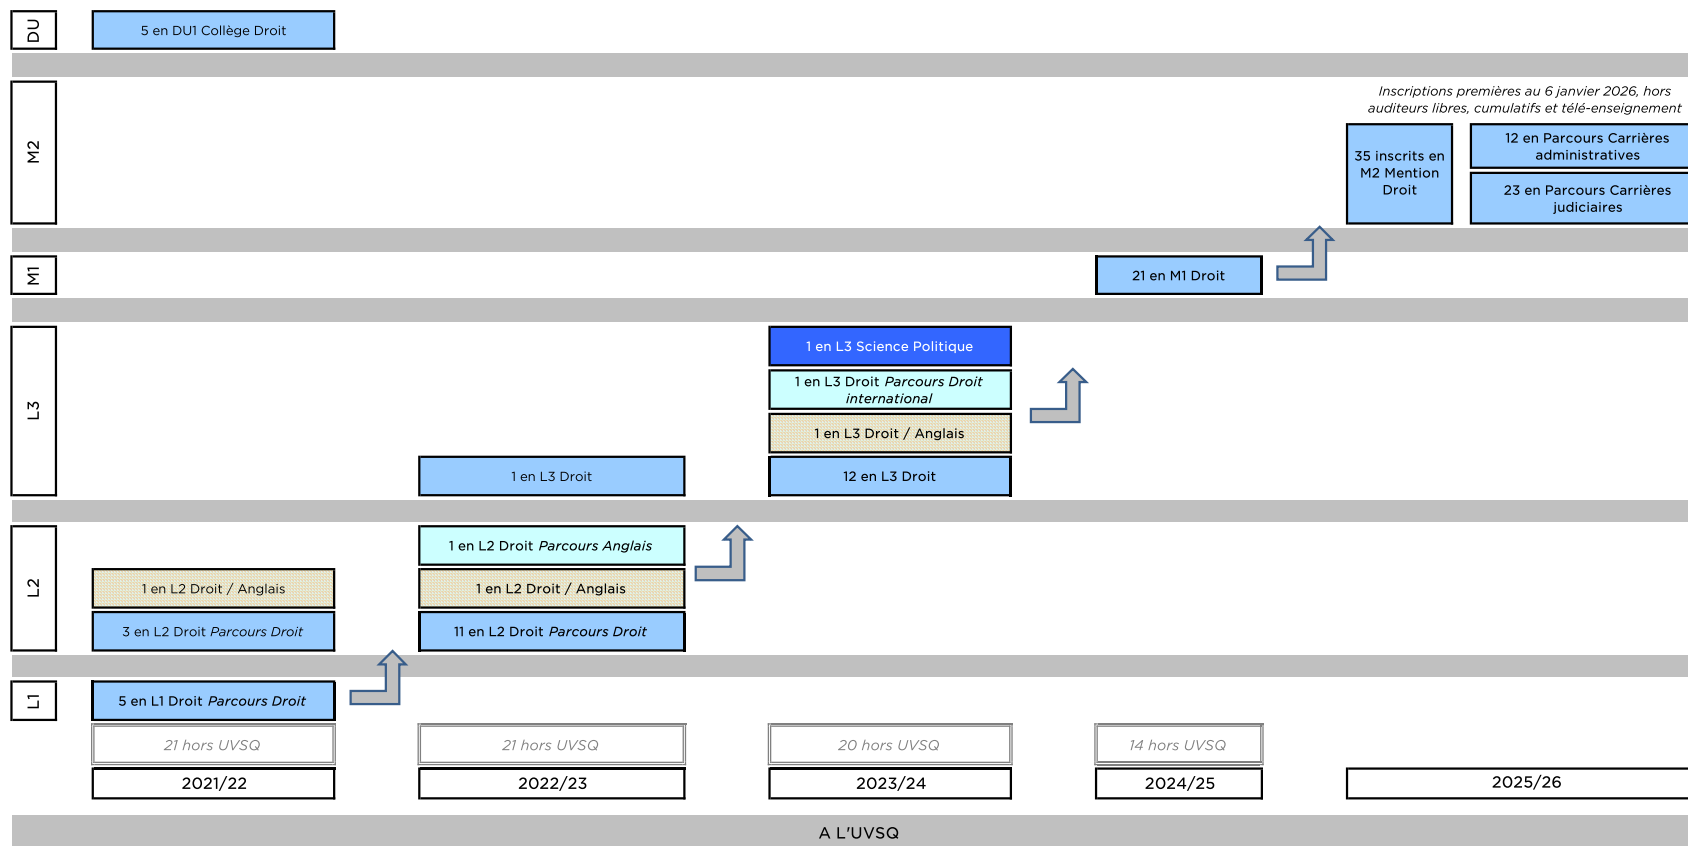 DU
5 en DU1 Collège Droit
M2
Inscriptions premières au 6 janvier 2026, hors
auditeurs libres, cumulatifs et télé-enseignement
35 inscrits en
M2 Mention
Droit
12 en Parcours Carrières
administratives
23 en Parcours Carrières
judiciaires
M1
21 en M1 Droit
L3
1 en L3 Science Politique
1 en L3 Droit Parcours Droit
international
1 en L3 Droit / Anglais
1 en L3 Droit
12 en L3 Droit
L2
1 en L2 Droit Parcours Anglais
1 en L2 Droit / Anglais
1 en L2 Droit / Anglais
3 en L2 Droit Parcours Droit
11 en L2 Droit Parcours Droit
L1
5 en L1 Droit Parcours Droit
21 hors UVSQ
21 hors UVSQ
20 hors UVSQ
14 hors UVSQ
2021/22
2022/23
2023/24
2024/25
2025/26
A L'UVSQ